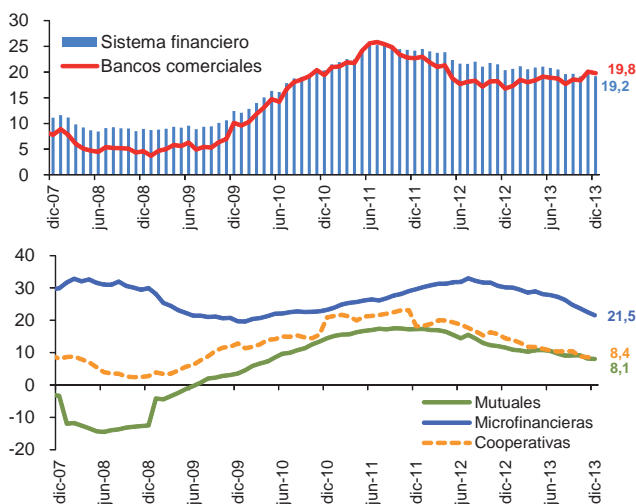 30
25
20
15
10
5
0
Sistema financiero
Bancos comerciales
19,8
19,2
dic-07
jun-08
dic-08
jun-09
dic-09
jun-10
dic-10
jun-11
dic-11
jun-12
dic-12
jun-13
dic-13
40
30
20
10
0
-10
-20
21,5
8,4
8,1
Mutuales
Microfinancieras
Cooperativas
dic-07
jun-08
dic-08
jun-09
dic-09
jun-10
dic-10
jun-11
dic-11
jun-12
dic-12
jun-13
dic-13